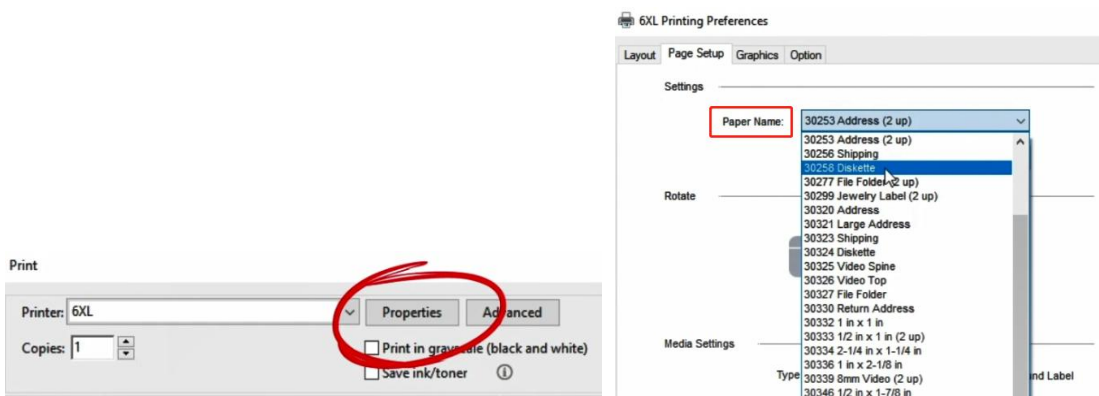 Print
Printer: 6XL
Properties
Advanced
Copies: 1
Print in grayscale (black and white)
Save ink/toner
6XL Printing Preferences
Layout Page Setup Graphics Option
Settings
Paper Name: 30253 Address (2 up)
30253 Address (2 up)
30256 Shipping
30258 Diskette
30277 File Folder (2 up)
30299 Jewelry Label (2 up)
30320 Address
30321 Large Address
30323 Shipping
30324 Diskette
30325 Video Spine
30326 Video Top
30327 File Folder
30330 Return Address
30332 1 in x 1 in
30333 1/2 in x 1 in (2 up)
30334 2-1/4 in x 1-1/4 in
30336 1 in x 2-1/8 in
30339 8mm Video (2 up)
30346 1/2 in x 1-7/8 in
Rotate
Media Settings
Type
Label